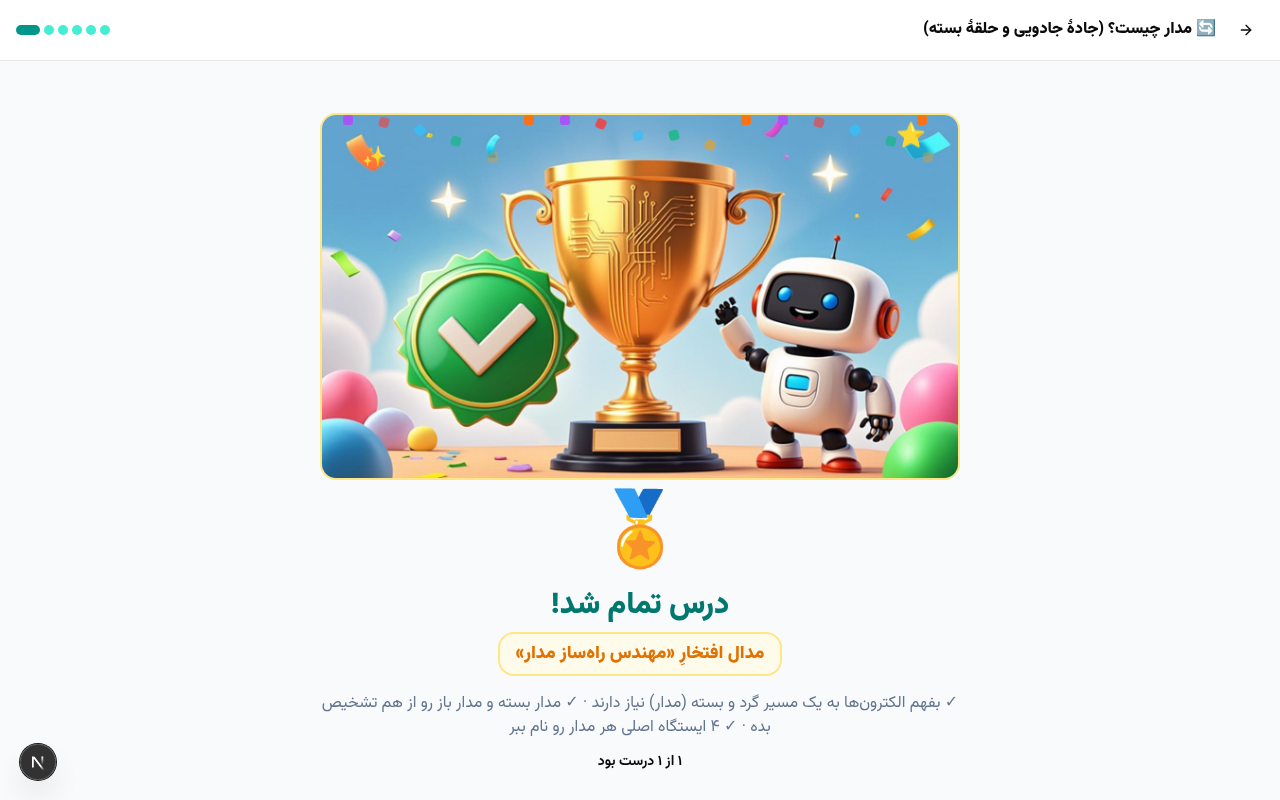 🔄 مدار چیست؟ (جادهٔ جادویی و حلقهٔ بسته)
درس تمام شد!
مدال افتخارِ «مهندس راه‌ساز مدار»
✓ بفهم الکترون‌ها به یک مسیر گرد و بسته (مدار) نیاز دارند · ✓ مدار بسته و مدار باز رو از هم تشخیص
بده · ✓ ۴ ایستگاه اصلی هر مدار رو نام ببر
۱ از ۱ درست بود
N